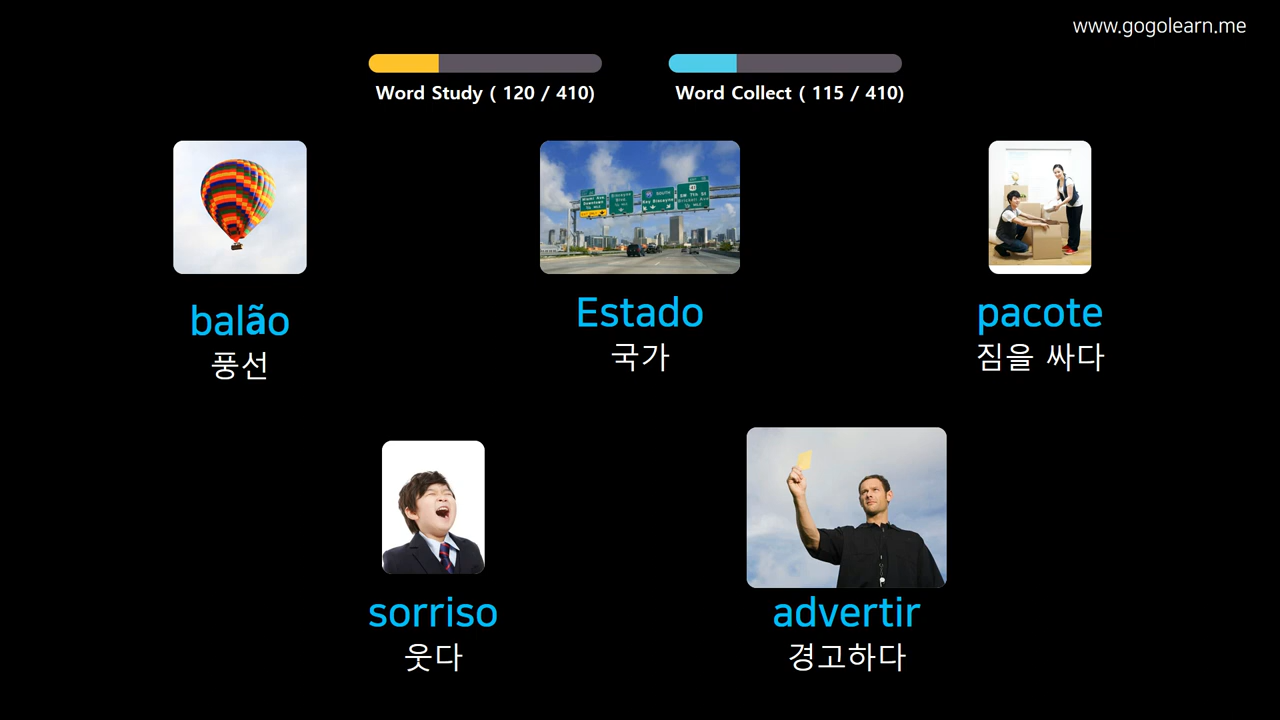 www.gogolearn.me
Word Study ( 120 / 410)
Word Collect ( 115 / 410)
balão
풍선
Estado
국가
pacote
짐을 싸다
sorriso
웃다
advertir
경고하다